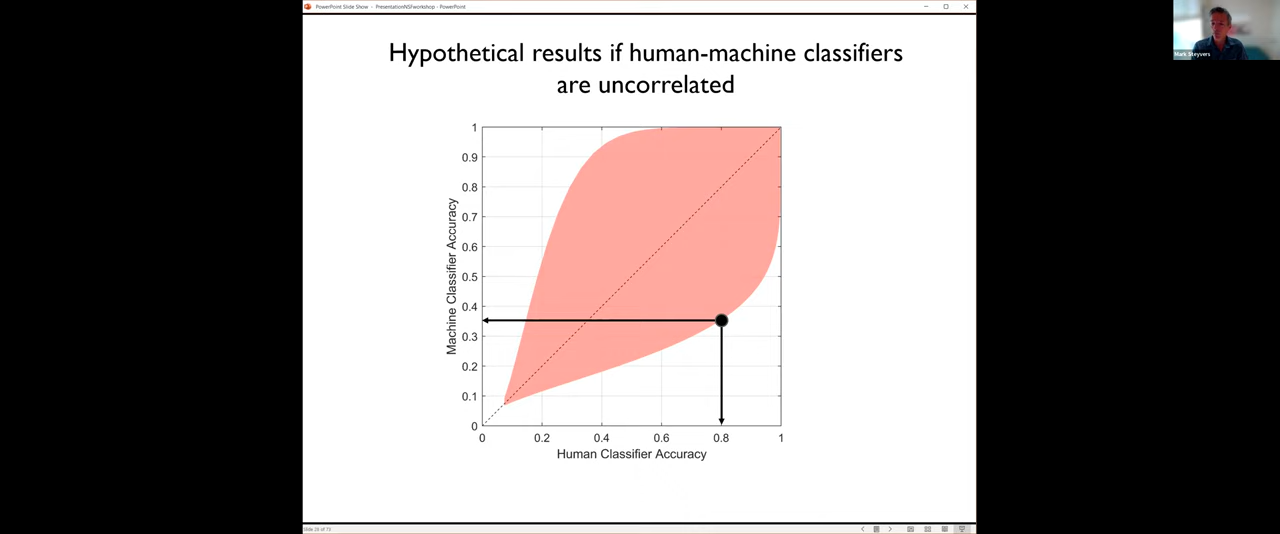 PowerPoint Slide Show - PresentationNSFworkshop - PowerPoint
Mark Steyvers
Hypothetical results if human-machine classifiers
are uncorrelated
1
0.9
0.8
0.7
0.6
0.5
0.4
0.3
0.2
0.1
0
Machine Classifier Accuracy
0 0.2 0.4 0.6 0.8 1
Human Classifier Accuracy